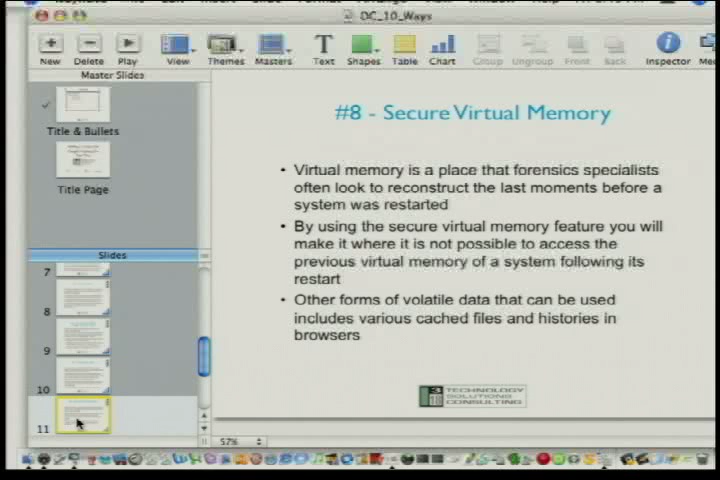 DC_10_Ways
New Delete Play View Themes Masters Text Shapes Table Chart Group Ungroup Front Back Inspector
Master Slides
Title & Bullets
Title Page
Slides
7
8
9
10
11
#8 - Secure Virtual Memory
• Virtual memory is a place that forensics specialists
often look to reconstruct the last moments before a
system was restarted
• By using the secure virtual memory feature you will
make it where it is not possible to access the
previous virtual memory of a system following its
restart
• Other forms of volatile data that can be used
includes various cached files and histories in
browsers
TECHNOLOGY
SOLUTIONS
CONSULTING
57%